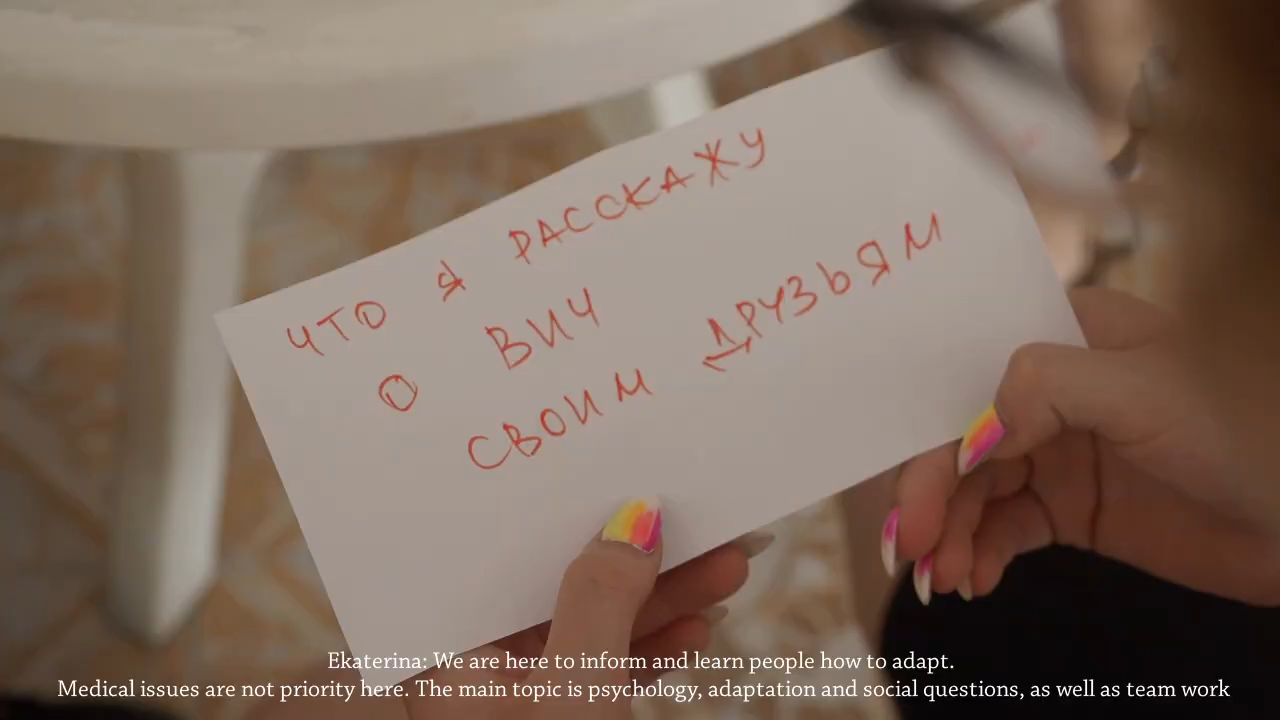 ЧТО Я РАССКАЖУ
О ВИЧ
СВОИМ ДРУЗЬЯМ
Ekaterina: We are here to inform and learn people how to adapt.
Medical issues are not priority here. The main topic is psychology, adaptation and social questions, as well as team work